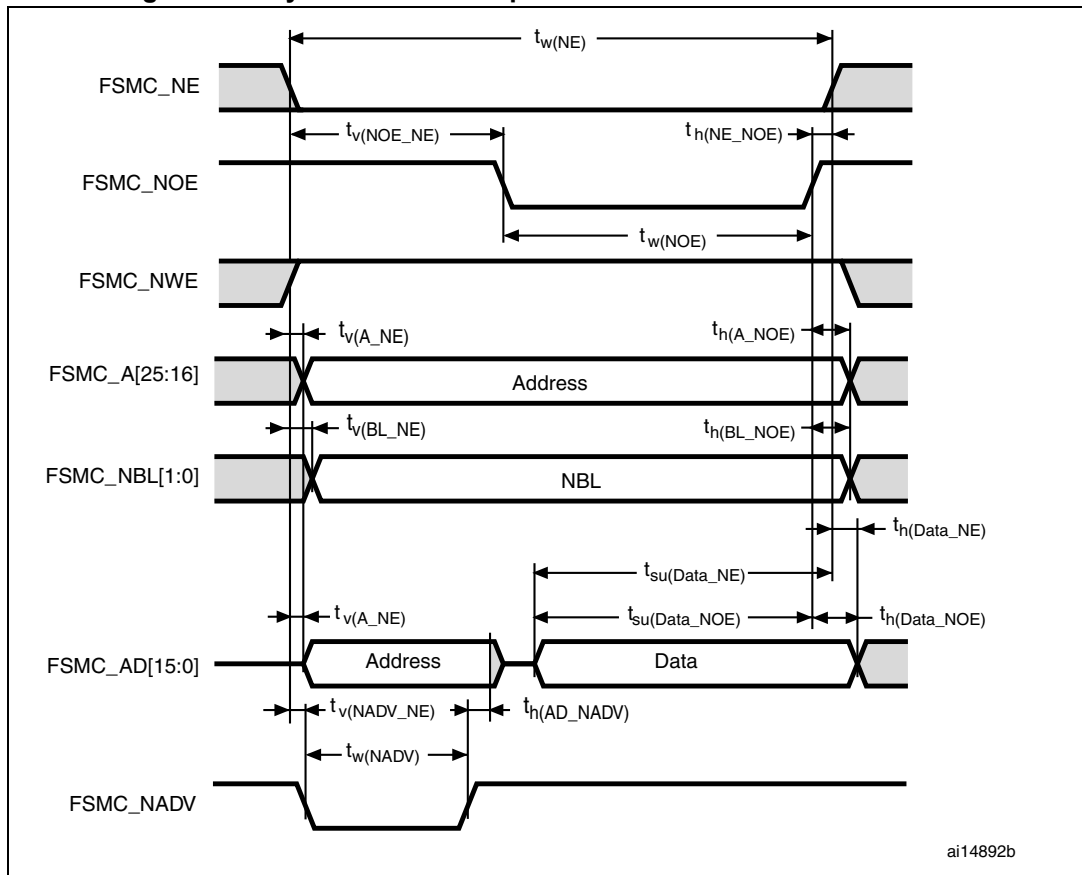 tw(NE)
FSMC_NE
tv(NOE_NE)
th(NE_NOE)
FSMC_NOE
tw(NOE)
FSMC_NWE
tv(A_NE)
th(A_NOE)
FSMC_A[25:16]
Address
tv(BL_NE)
th(BL_NOE)
FSMC_NBL[1:0]
NBL
th(Data_NE)
tsu(Data_NE)
tv(A_NE)
tsu(Data_NOE)
th(Data_NOE)
FSMC_AD[15:0]
Address
Data
tv(NADV_NE)
th(AD_NADV)
tw(NADV)
FSMC_NADV
ai14892b